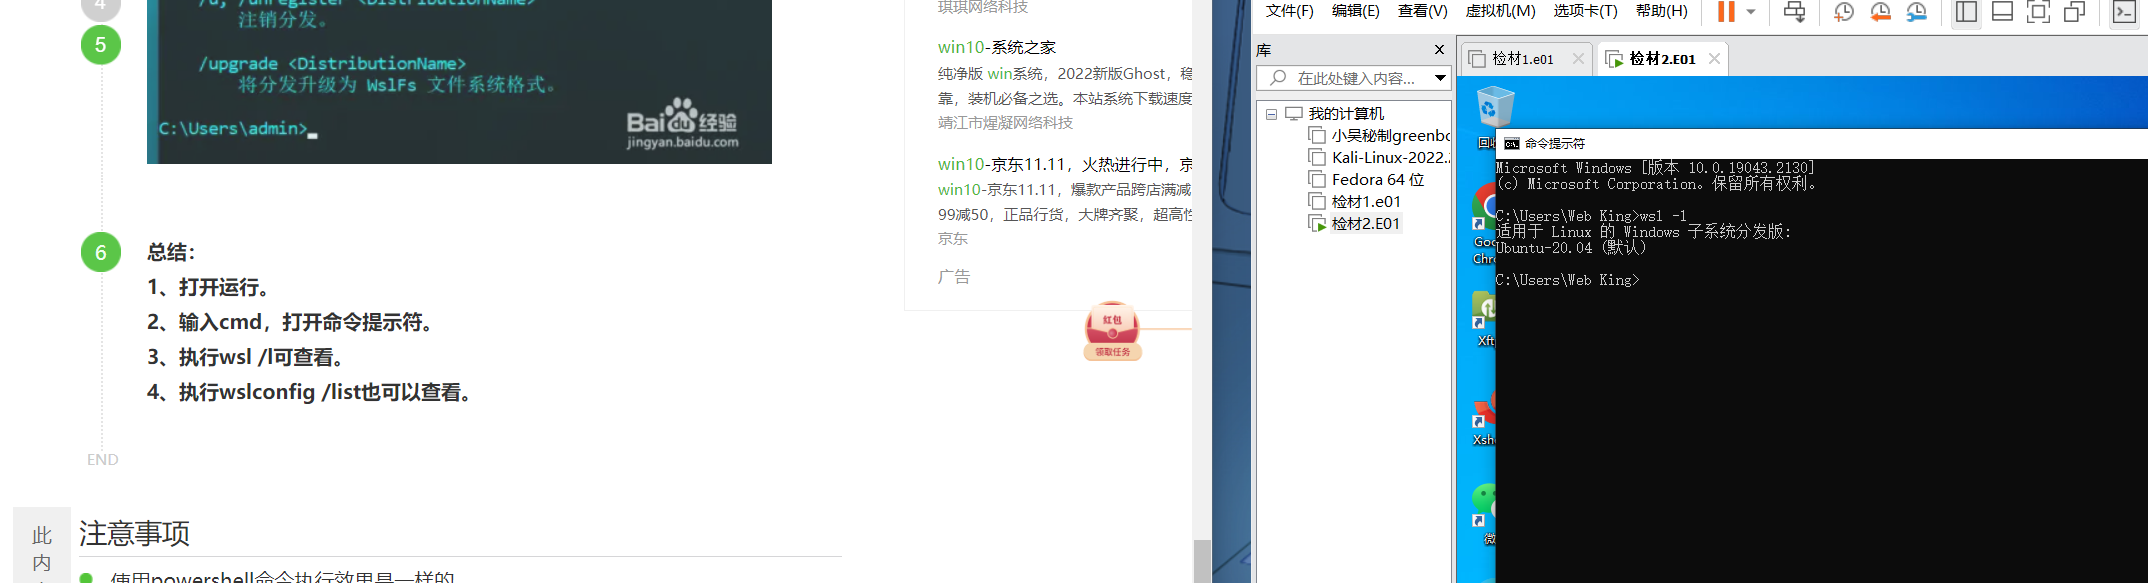 4
/u, /unregister <DistributionName>
注销分发。
5
/upgrade <DistributionName>
将分发升级为 WslFs 文件系统格式。
C:\Users\admin>
Bai 经验
jingyan.baidu.com
6
总结：
1、打开运行。
2、输入cmd，打开命令提示符。
3、执行wsl /l可查看。
4、执行wslconfig /list也可以查看。
END
此
内
注意事项
使用powershell命令执行效果是一样的
琪琪网络科技
win10-系统之家
纯净版 win系统，2022新版Ghost，稳
靠，装机必备之选。本站系统下载速度
靖江市煋凝网络科技
win10-京东11.11，火热进行中，京
win10-京东11.11，爆款产品跨店满减
99减50，正品行货，大牌齐聚，超高性
京东
广告
红包
领取任务
文件(F) 编辑(E) 查看(V) 虚拟机(M) 选项卡(T) 帮助(H)
库
在此处键入内容...
我的计算机
小昊秘制greenbo
Kali-Linux-2022.
Fedora 64 位
检材1.e01
检材2.E01
检材1.e01
检材2.E01
回收
Goo
Chr
Xft
Xsh
微
命令提示符
Microsoft Windows [版本 10.0.19043.2130]
(c) Microsoft Corporation。保留所有权利。
C:\Users\Web King>wsl -l
适用于 Linux 的 Windows 子系统分发版:
Ubuntu-20.04 (默认)
C:\Users\Web King>